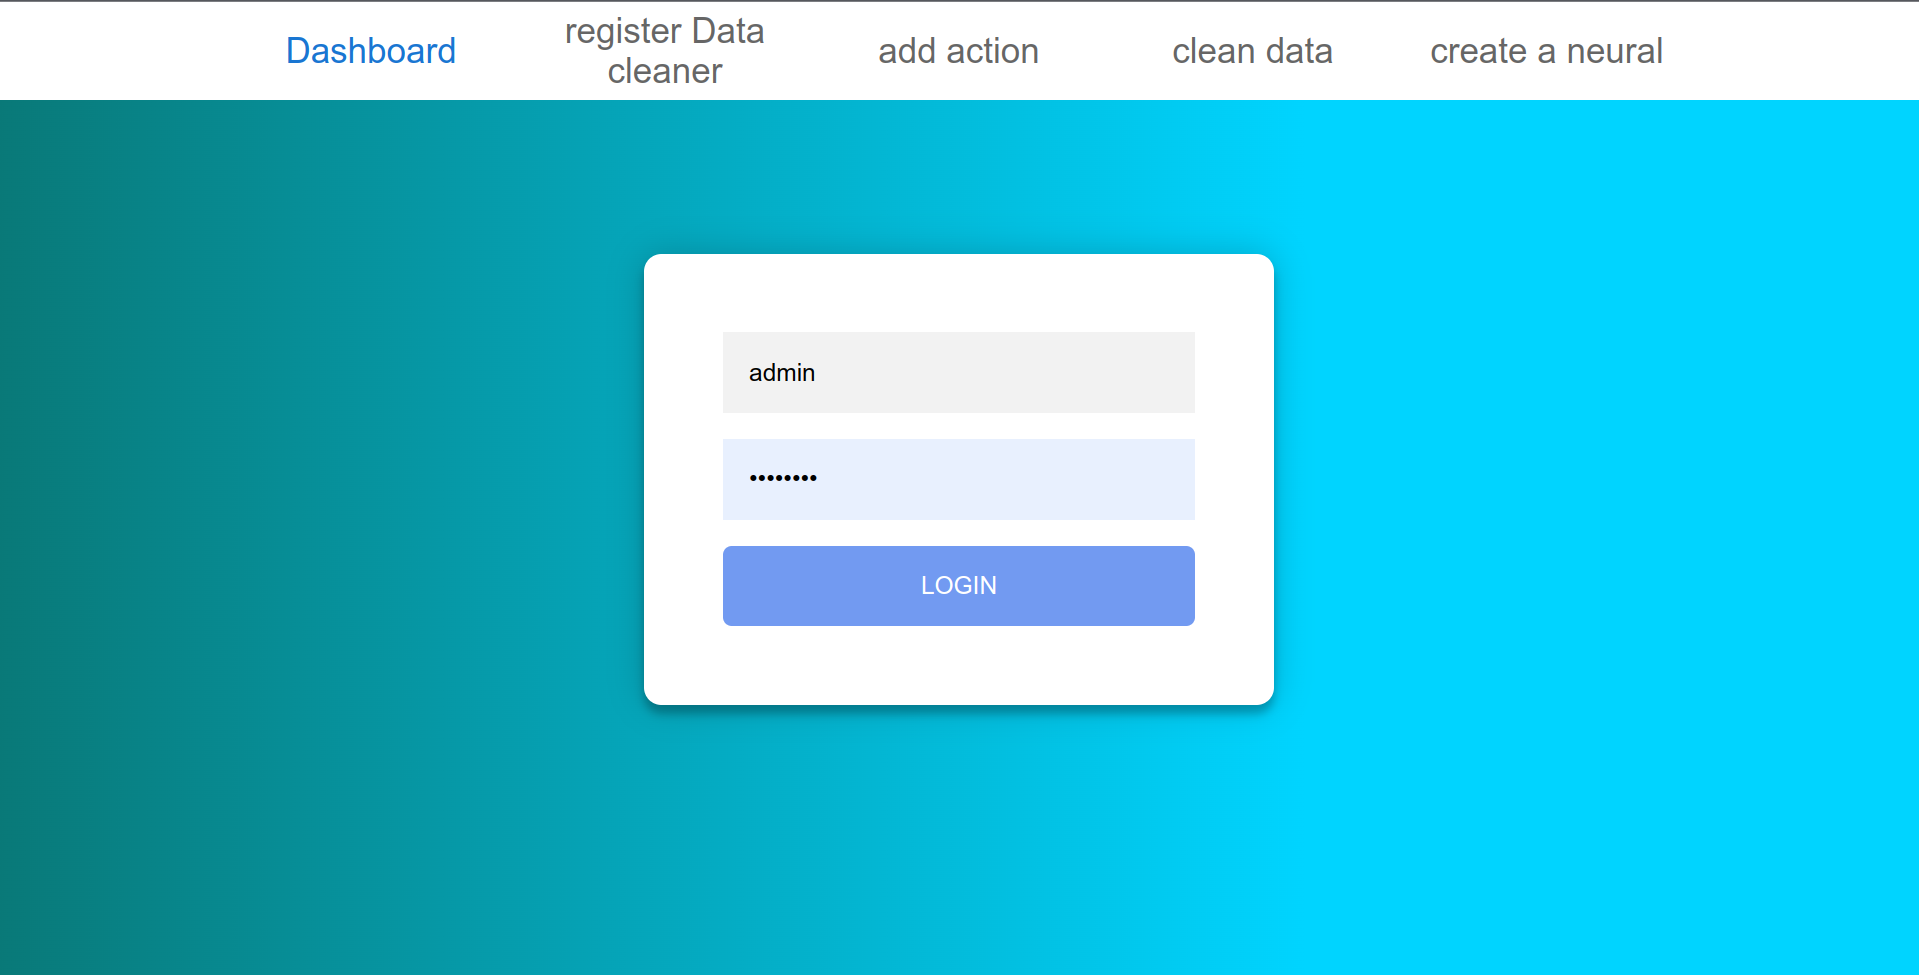 Dashboard
register Data
cleaner
add action
clean data
create a neural
admin
••••••••
LOGIN